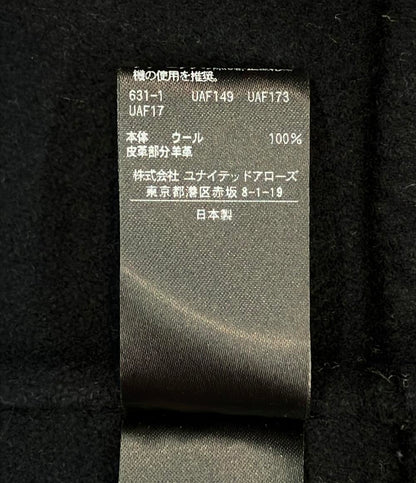 機の使用を推奨。
631-1 UAF149 UAF173
UAF17
本体 ウール 100%
皮革部分羊革
株式会社 ユナイテッドアローズ
東京都港区赤坂 8-1-19
日本製